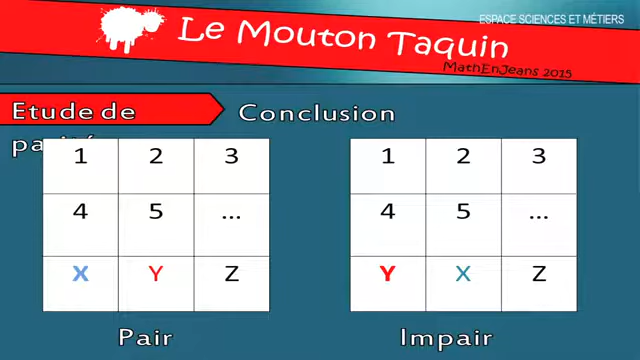 ESPACE SCIENCES ET MÉTIERS
Le Mouton Taquin
MathEnJeans 2015
Etude de
Conclusion
1 2 3
4 5 ...
X Y Z
Pair
1 2 3
4 5 ...
Y X Z
Impair